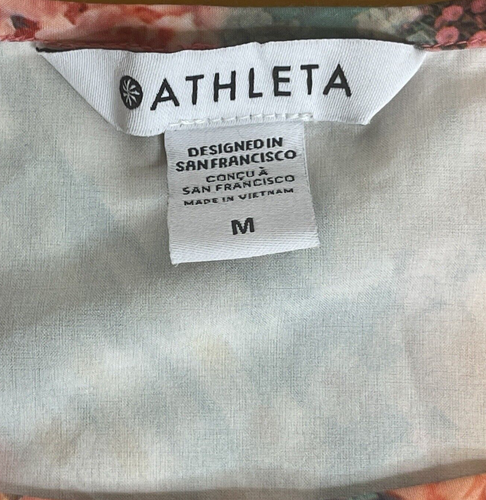 ATHLETA
DESIGNED IN
SAN FRANCISCO
CONÇU À
SAN FRANCISCO
MADE IN VIETNAM
M